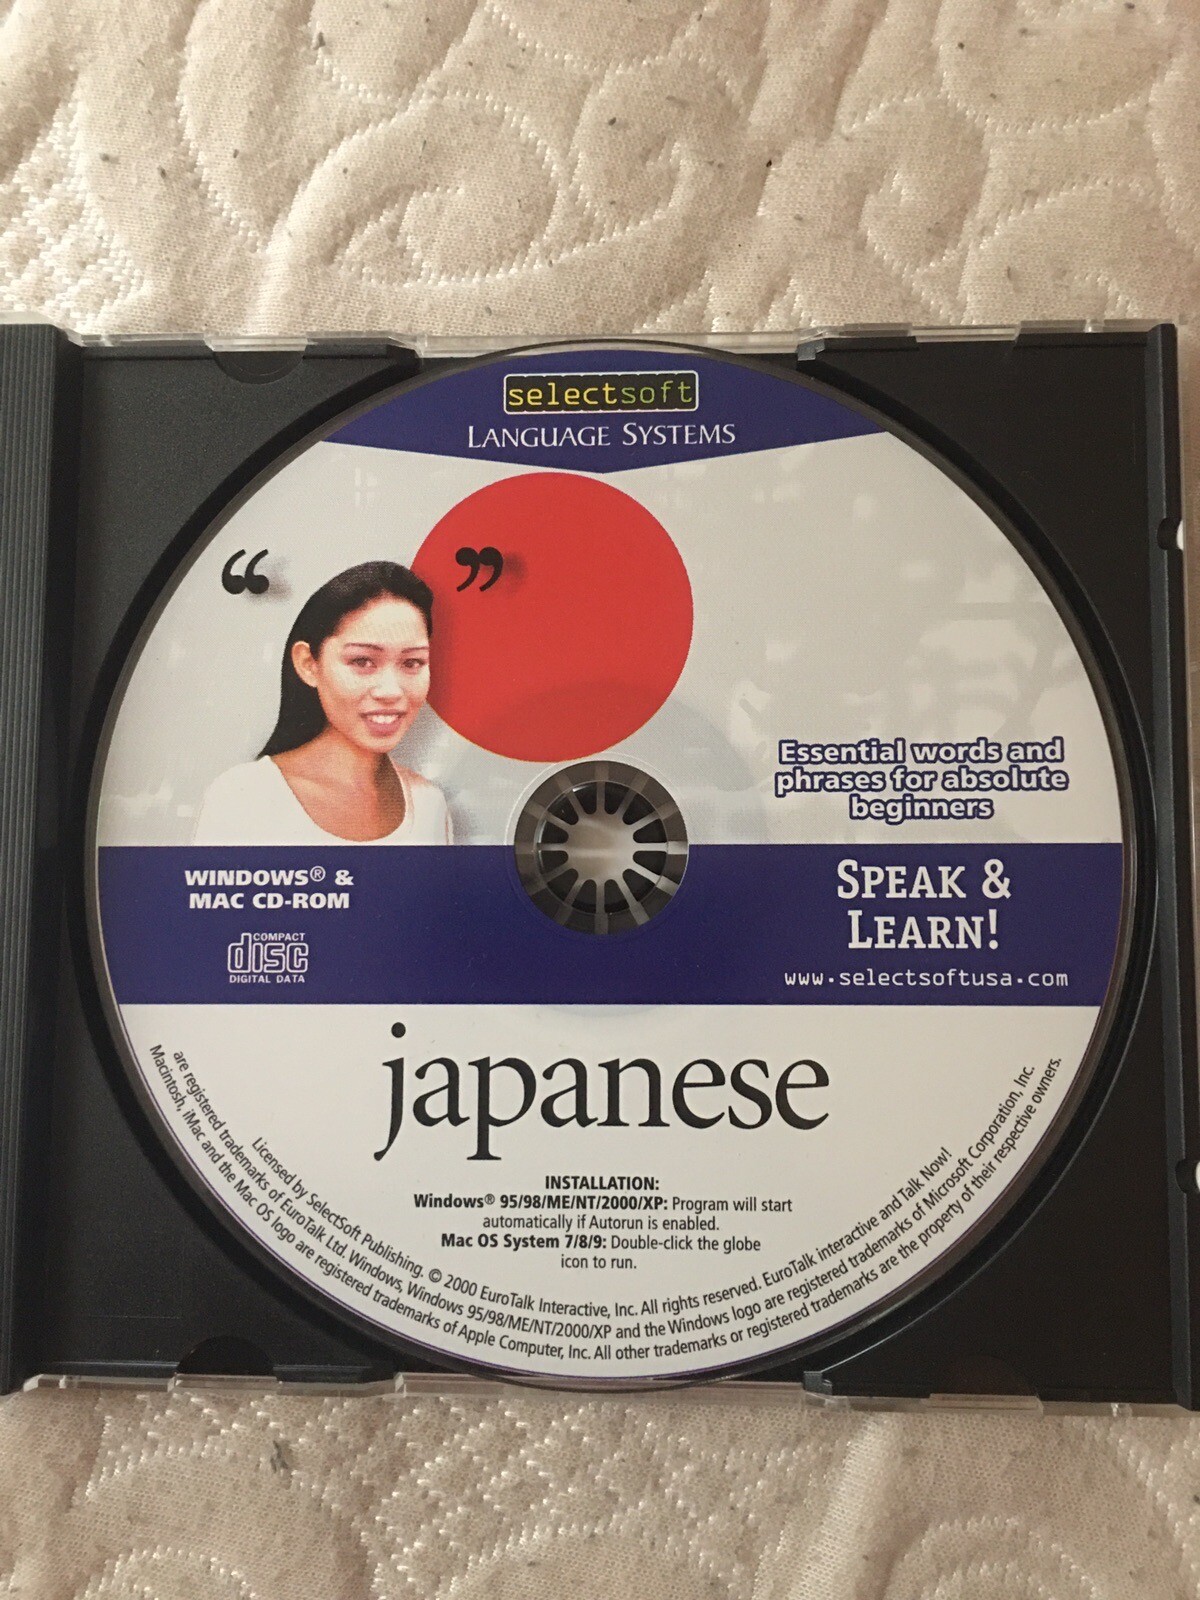 selectsoft
LANGUAGE SYSTEMS
“ ”
Essential words and
phrases for absolute
beginners
WINDOWS® &
MAC CD-ROM
COMPACT
disc
DIGITAL DATA
SPEAK &
LEARN!
www.selectsoftusa.com
japanese
INSTALLATION:
Windows® 95/98/ME/NT/2000/XP: Program will start
automatically if Autorun is enabled.
Mac OS System 7/8/9: Double-click the globe
icon to run.
Licensed by SelectSoft Publishing. © 2000 EuroTalk Interactive, Inc. All rights reserved. EuroTalk interactive and Talk Now!
are registered trademarks of EuroTalk Ltd. Windows, Windows 95/98/ME/NT/2000/XP and the Windows logo are registered trademarks of Microsoft Corporation, Inc.
Macintosh, iMac and the Mac OS logo are registered trademarks of Apple Computer, Inc. All other trademarks or registered trademarks are the property of their respective owners.